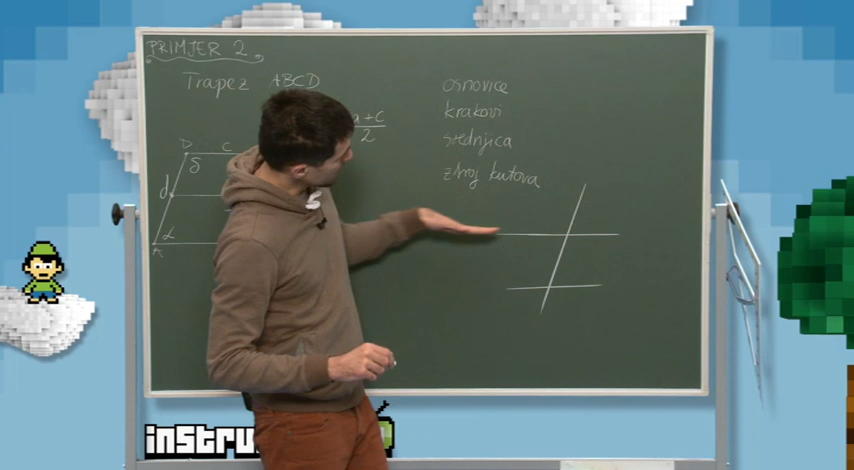 PRIMJER 2
Trapez ABCD
a+c
2
osnovice
krakovi
srednjica
zbroj kutova
D c
δ
d
α
A
instru